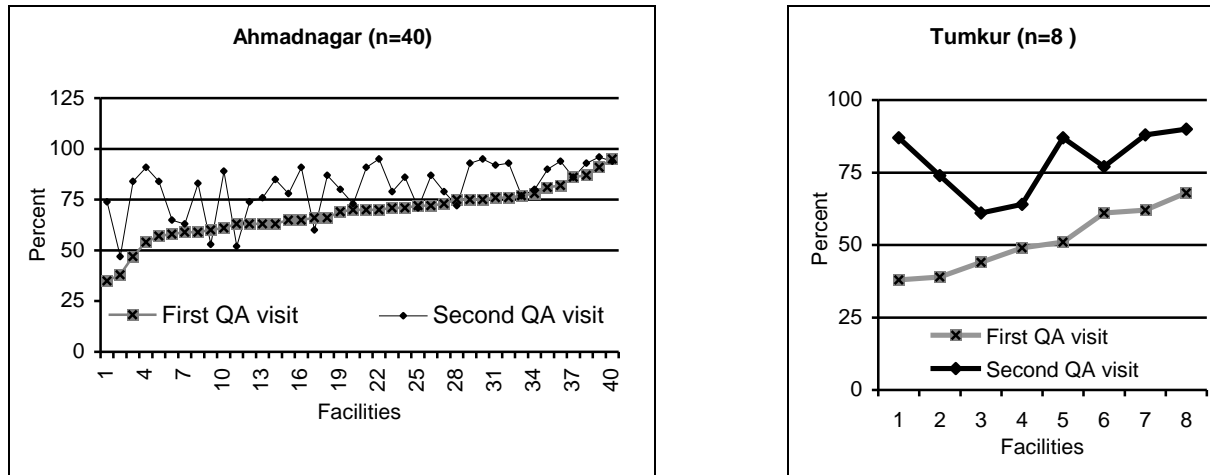 Ahmadnagar (n=40)
Percent
125
100
75
50
25
0
First QA visit
Second QA visit
1 4 7 10 13 16 19 22 25 28 31 34 37 40
Facilities
Tumkur (n=8 )
Percent
100
75
50
25
0
First QA visit
Second QA visit
1 2 3 4 5 6 7 8
Facilities